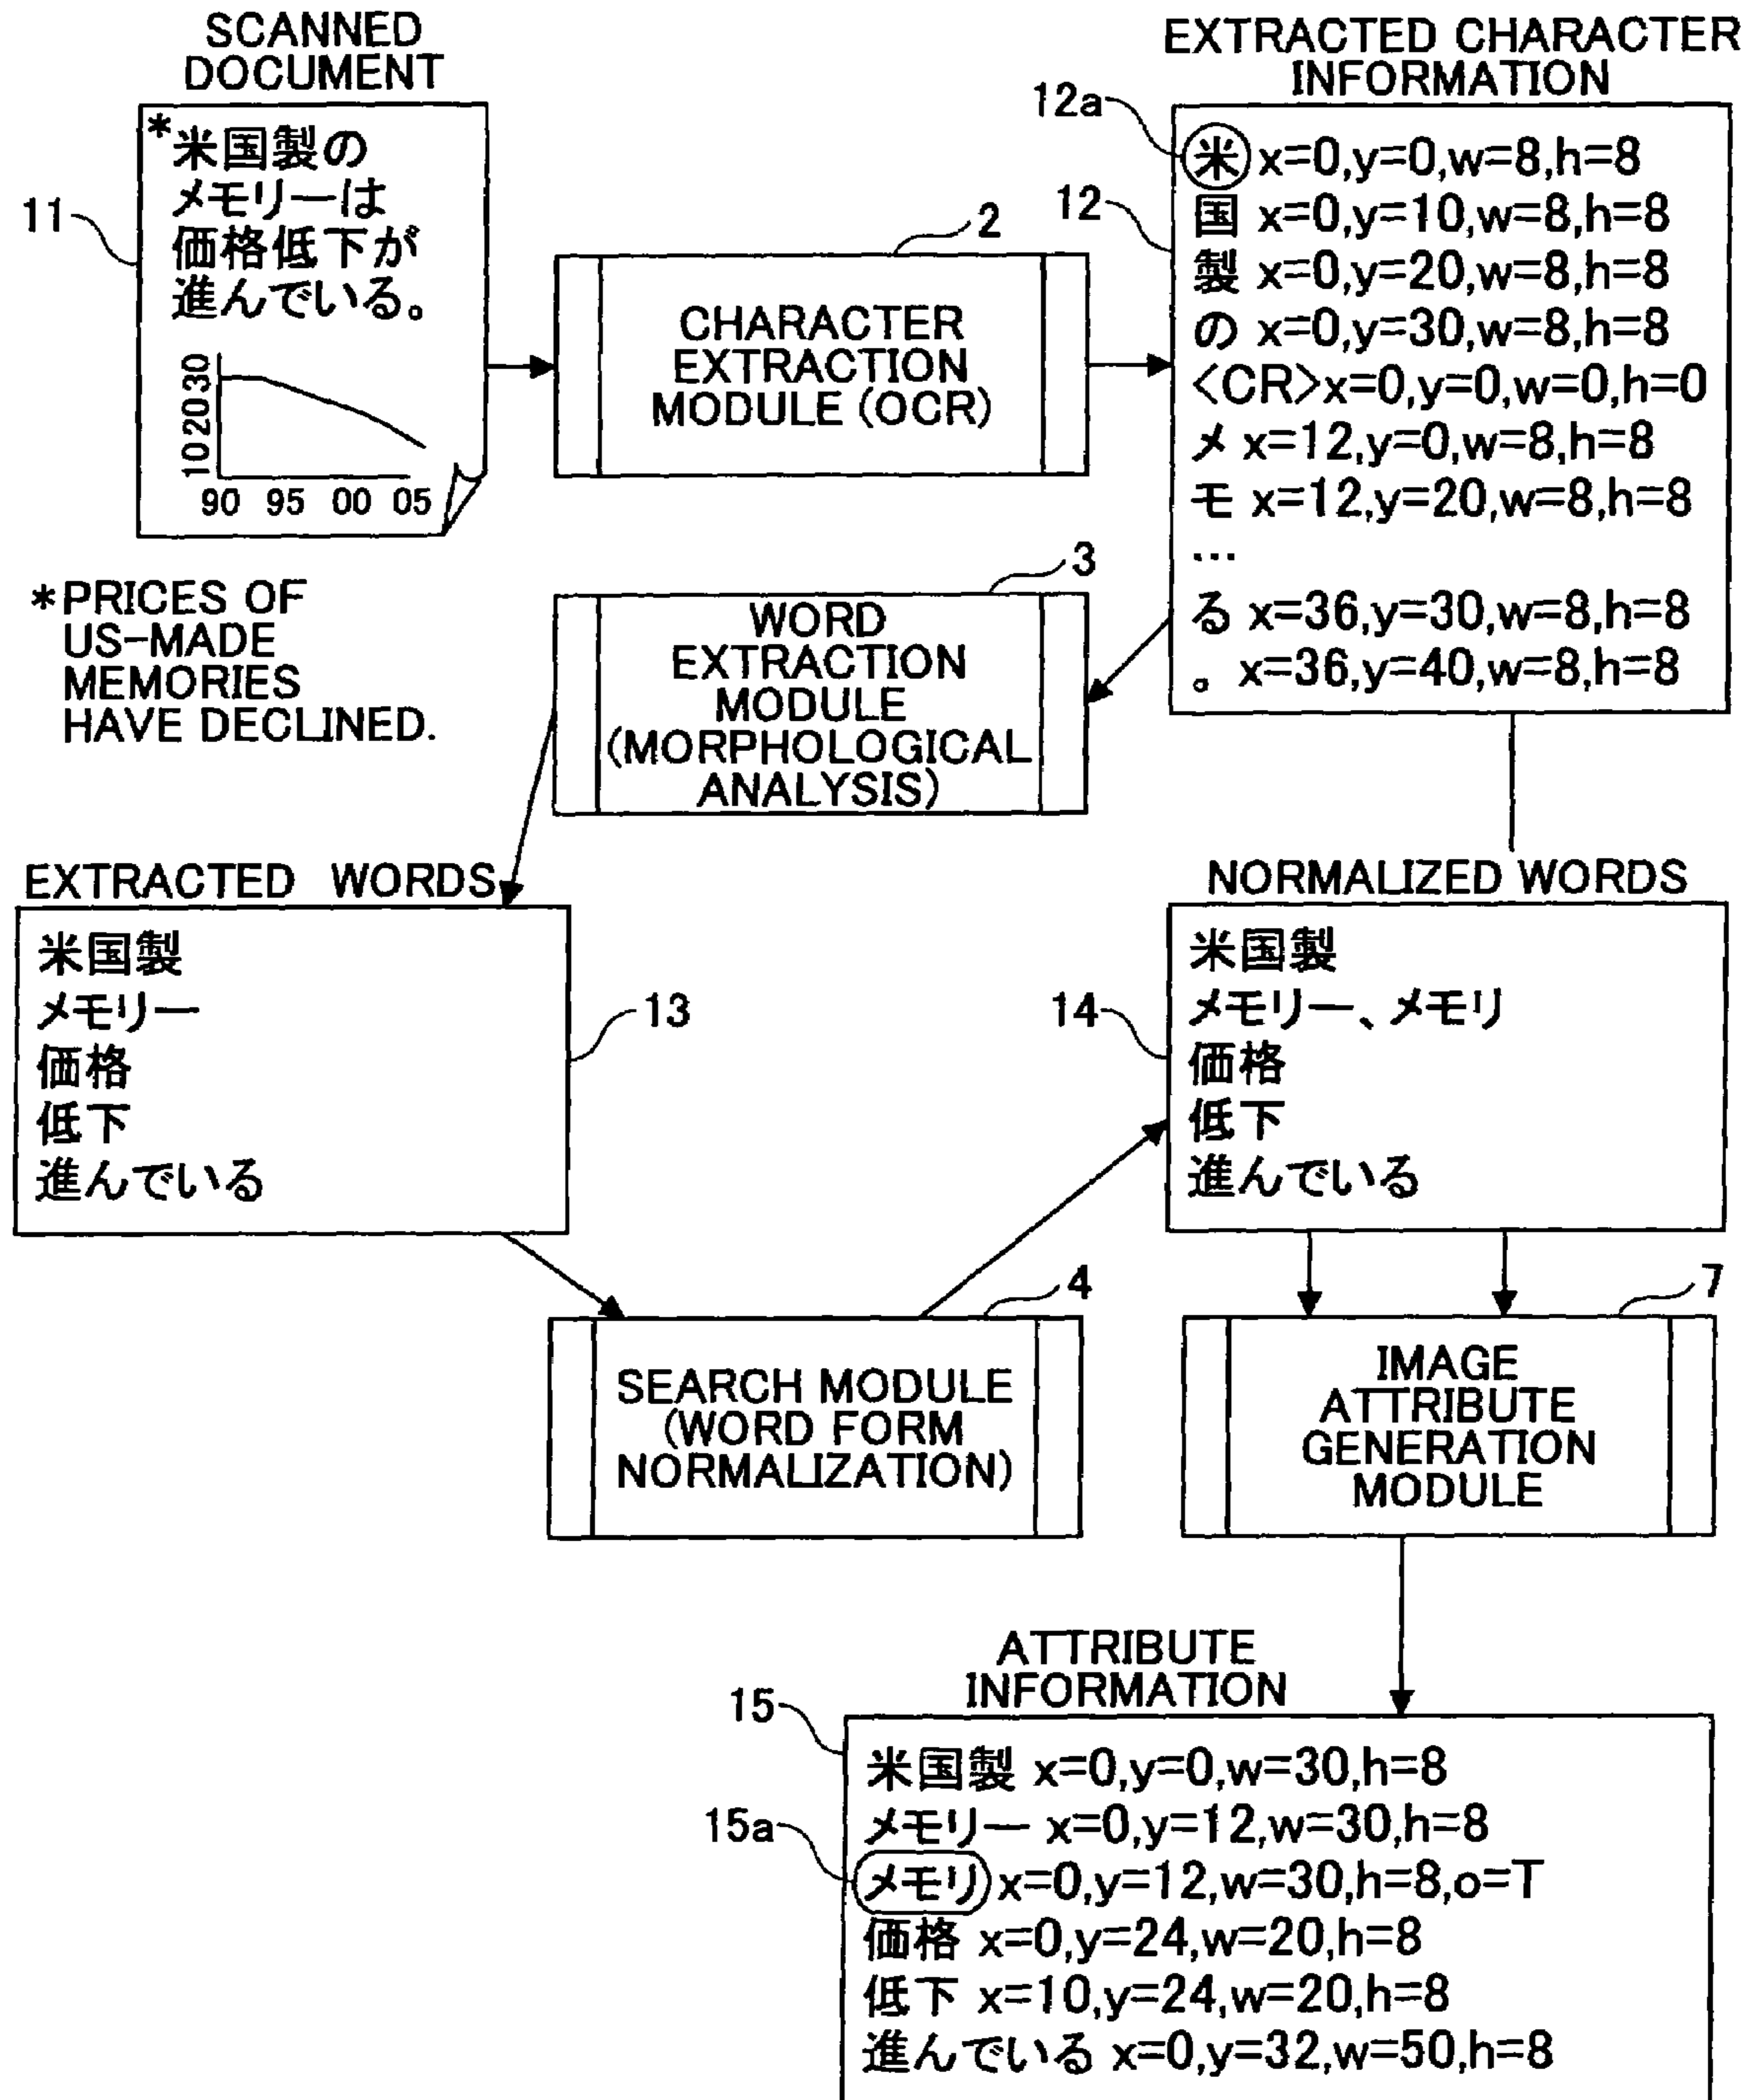 SCANNED
DOCUMENT
11
*米国製の
メモリーは
価格低下が
進んでいる。
10 20 30
90 95 00 05
*PRICES OF
US-MADE
MEMORIES
HAVE DECLINED.
2
CHARACTER
EXTRACTION
MODULE (OCR)
EXTRACTED CHARACTER
INFORMATION
12a
12
米 x=0,y=0,w=8,h=8
国 x=0,y=10,w=8,h=8
製 x=0,y=20,w=8,h=8
の x=0,y=30,w=8,h=8
<CR>x=0,y=0,w=0,h=0
メ x=12,y=0,w=8,h=8
モ x=12,y=20,w=8,h=8
…
る x=36,y=30,w=8,h=8
。 x=36,y=40,w=8,h=8
3
WORD
EXTRACTION
MODULE
(MORPHOLOGICAL
ANALYSIS)
EXTRACTED WORDS
13
米国製
メモリー
価格
低下
進んでいる
4
SEARCH MODULE
(WORD FORM
NORMALIZATION)
NORMALIZED WORDS
14
米国製
メモリー、メモリ
価格
低下
進んでいる
7
IMAGE
ATTRIBUTE
GENERATION
MODULE
ATTRIBUTE
INFORMATION
15
15a
米国製 x=0,y=0,w=30,h=8
メモリー x=0,y=12,w=30,h=8
メモリ x=0,y=12,w=30,h=8,o=T
価格 x=0,y=24,w=20,h=8
低下 x=10,y=24,w=20,h=8
進んでいる x=0,y=32,w=50,h=8